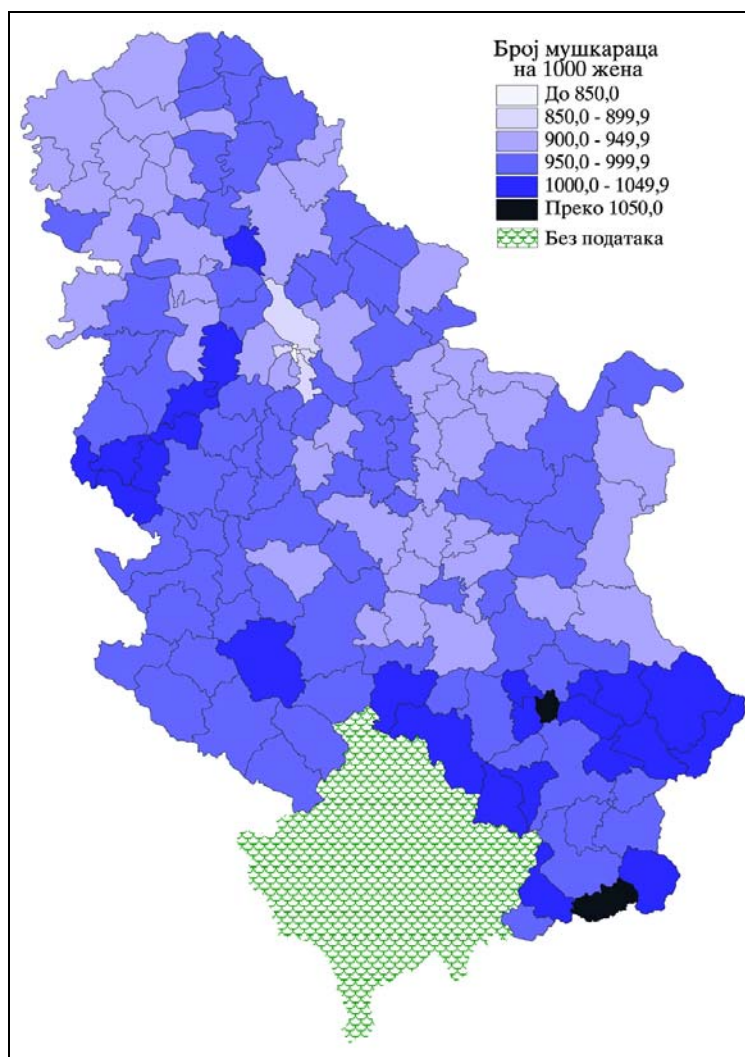 Број мушкараца
на 1000 жена
До 850,0
850,0 - 899,9
900,0 - 949,9
950,0 - 999,9
1000,0 - 1049,9
Преко 1050,0
Без података